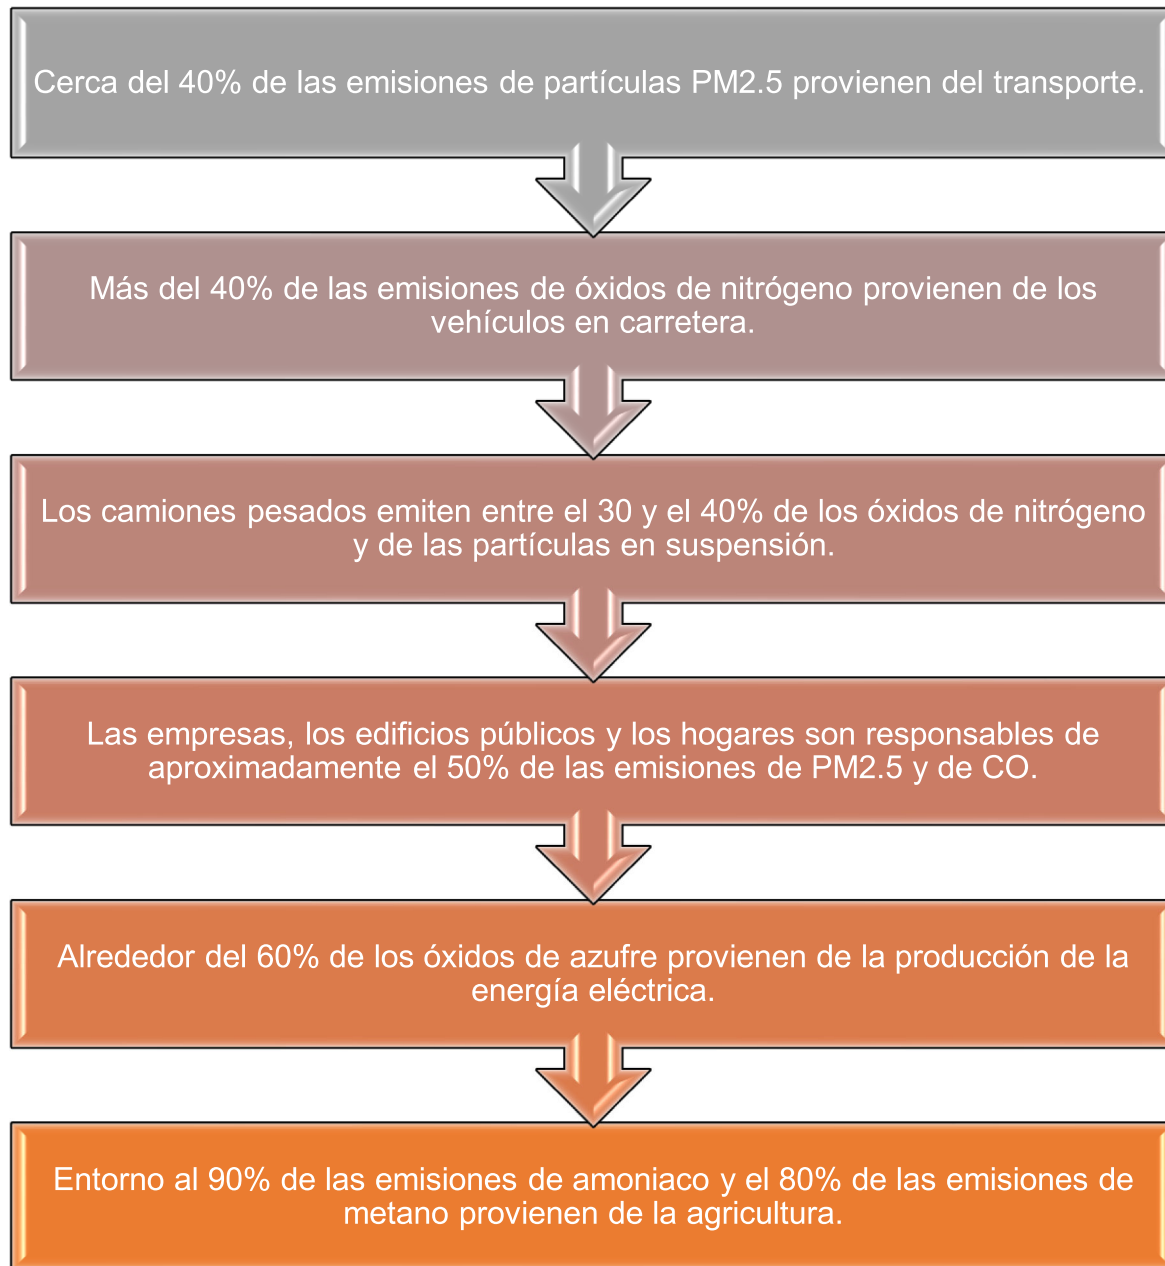 Cerca del 40% de las emisiones de partículas PM2.5 provienen del transporte.
Más del 40% de las emisiones de óxidos de nitrógeno provienen de los
vehículos en carretera.
Los camiones pesados emiten entre el 30 y el 40% de los óxidos de nitrógeno
y de las partículas en suspensión.
Las empresas, los edificios públicos y los hogares son responsables de
aproximadamente el 50% de las emisiones de PM2.5 y de CO.
Alrededor del 60% de los óxidos de azufre provienen de la producción de la
energía eléctrica.
Entorno al 90% de las emisiones de amoniaco y el 80% de las emisiones de
metano provienen de la agricultura.